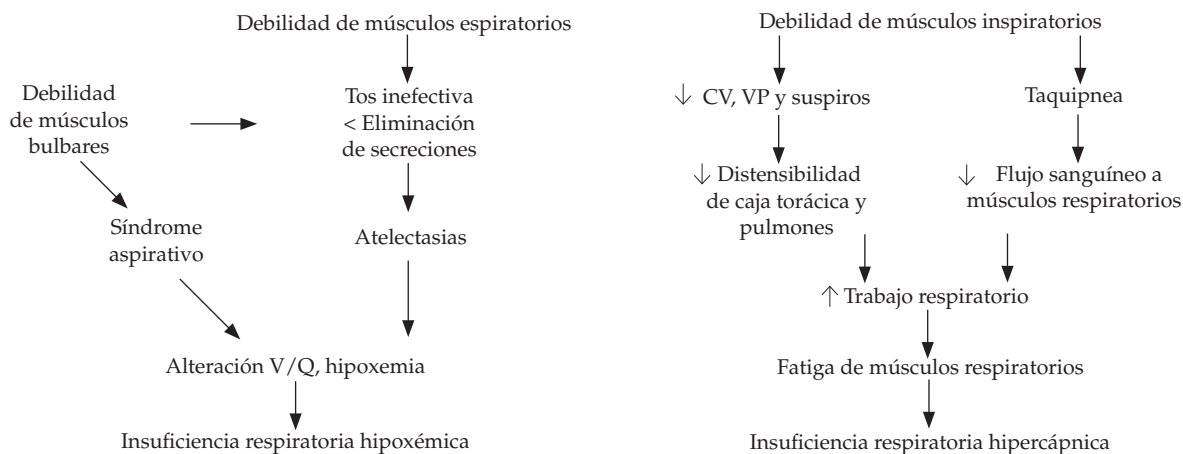 Debilidad de músculos espiratorios
Debilidad
de músculos
bulbares
Tos inefectiva
< Eliminación
de secreciones
Síndrome
aspirativo
Atelectasias
Alteración V/Q, hipoxemia
Insuficiencia respiratoria hipoxémica
Debilidad de músculos inspiratorios
↓ CV, VP y suspiros
Taquipnea
↓ Distensibilidad
de caja torácica y
pulmones
↓ Flujo sanguíneo a
músculos respiratorios
↑ Trabajo respiratorio
Fatiga de músculos respiratorios
Insuficiencia respiratoria hipercápnica